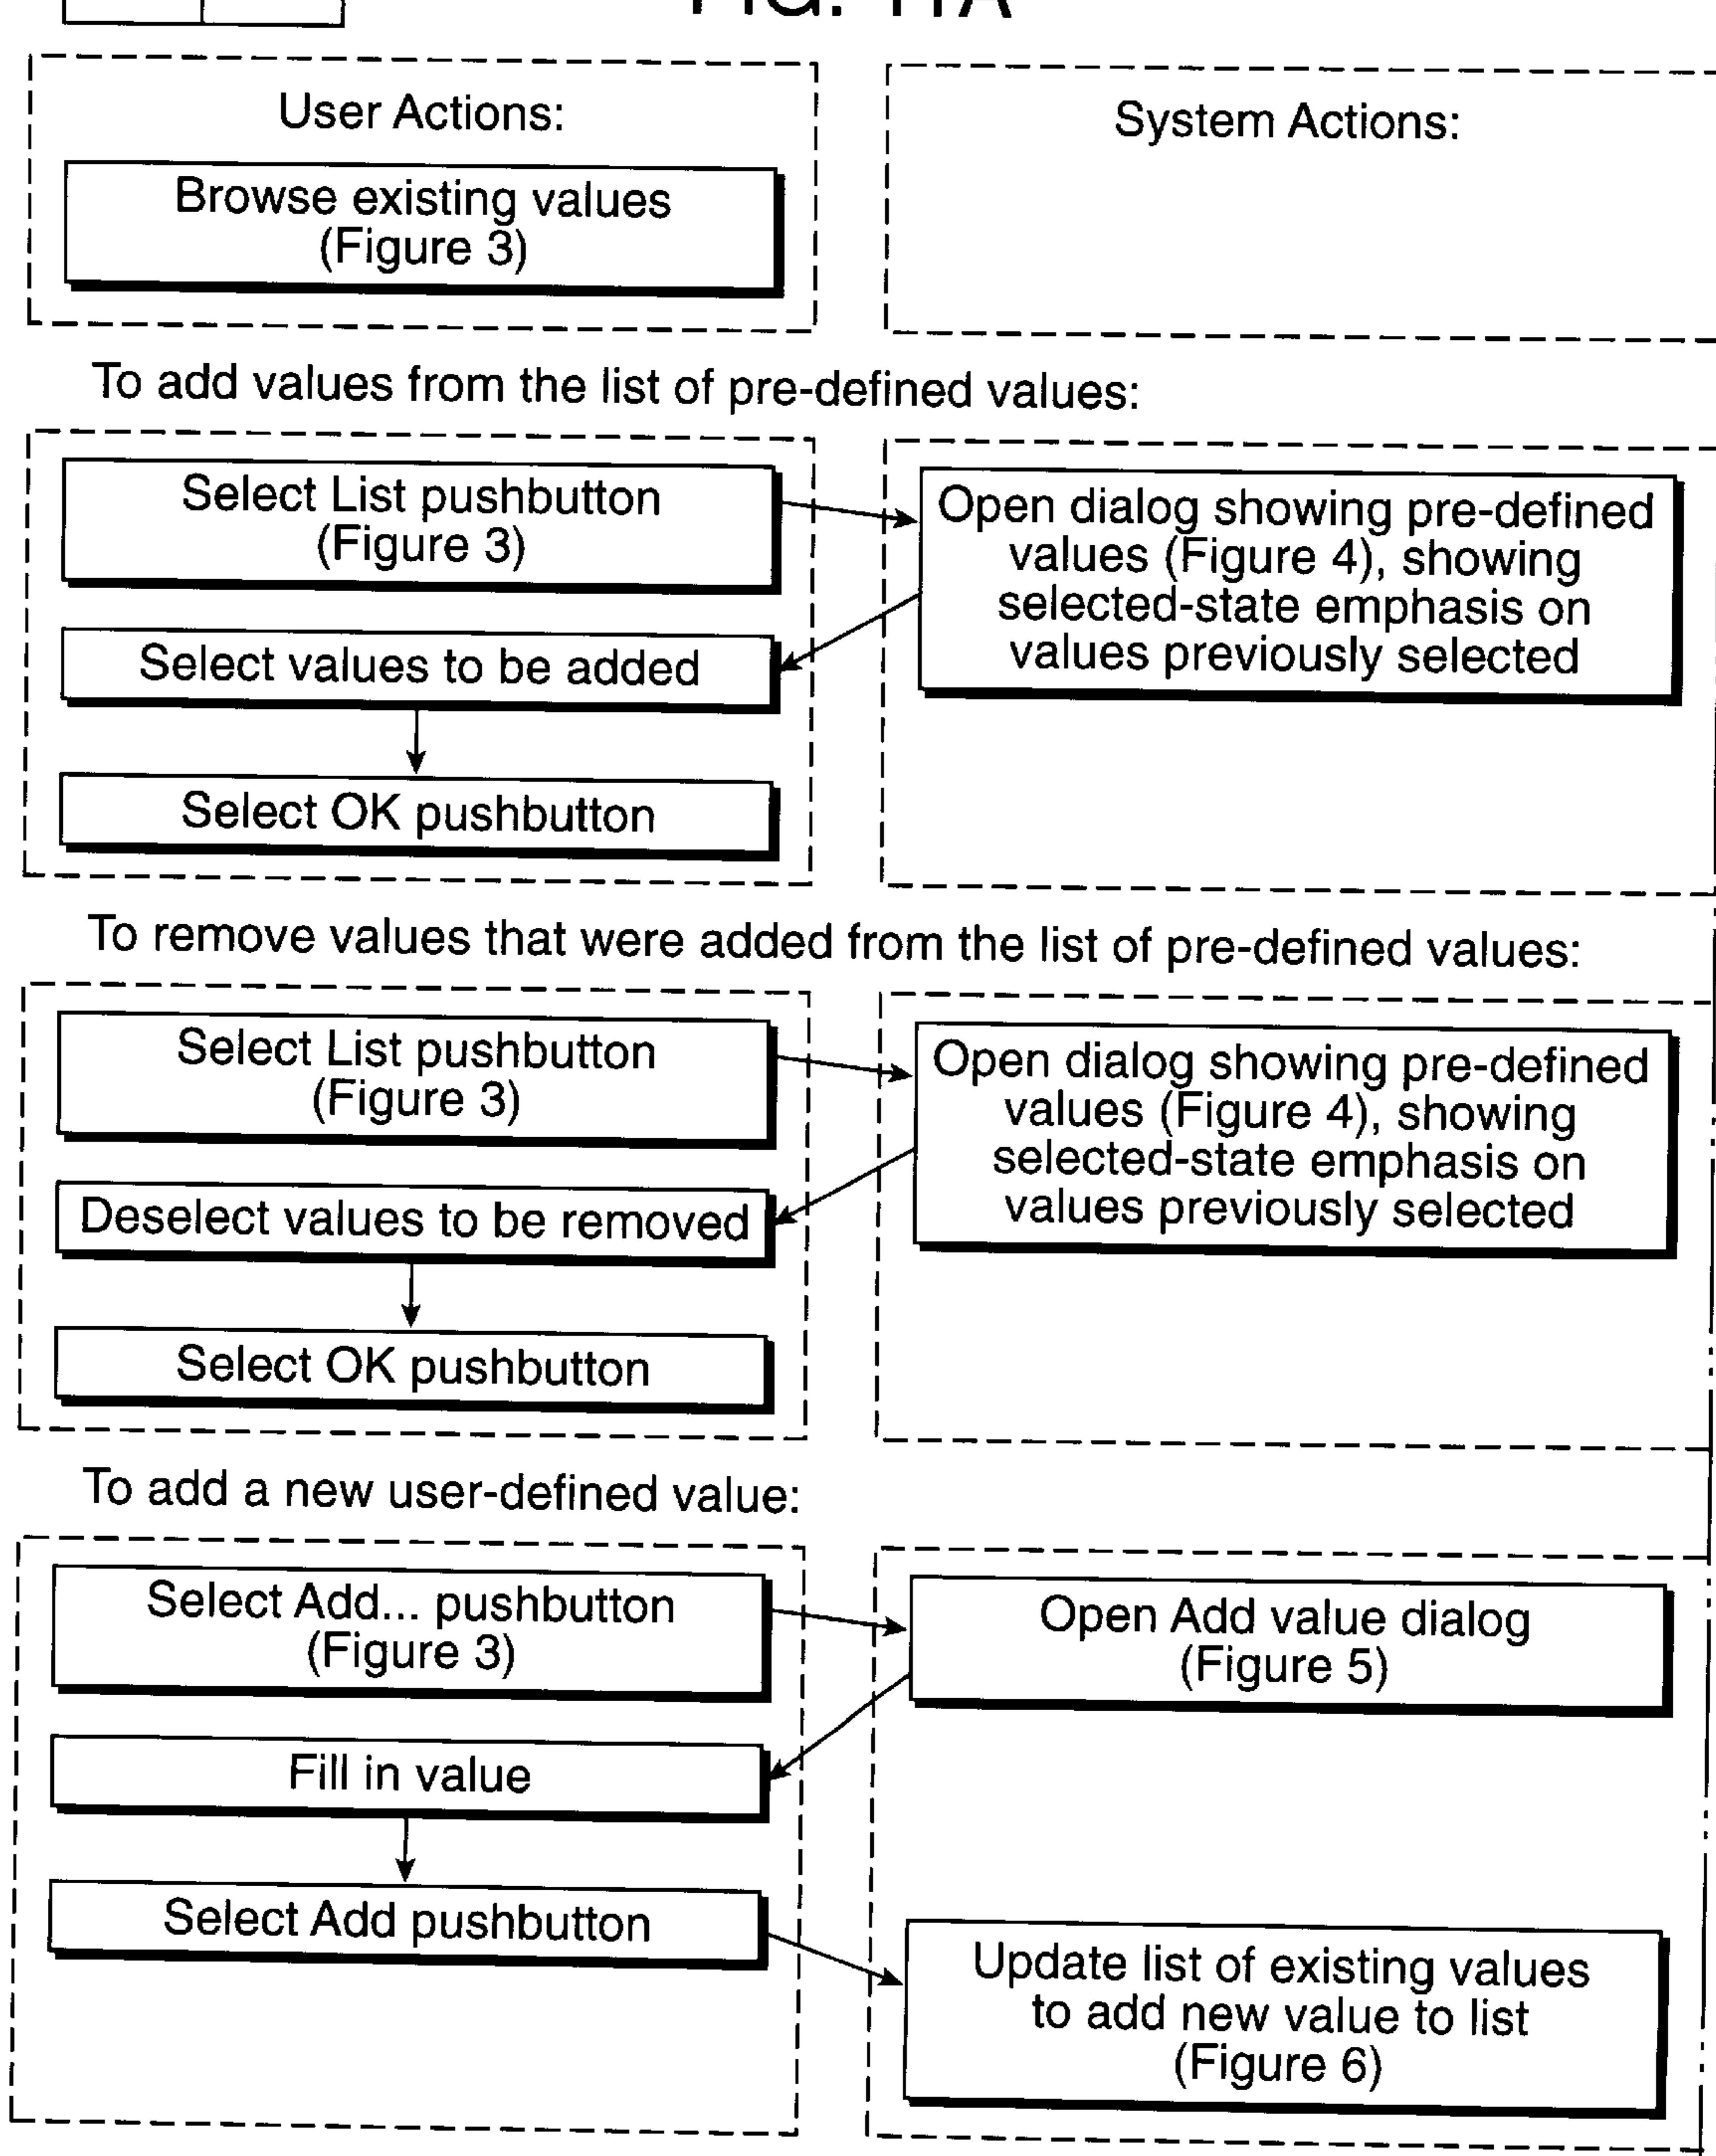 FIG. 11A
User Actions:
System Actions:
Browse existing values
(Figure 3)
To add values from the list of pre-defined values:
Select List pushbutton
(Figure 3)
Open dialog showing pre-defined
values (Figure 4), showing
selected-state emphasis on
values previously selected
Select values to be added
Select OK pushbutton
To remove values that were added from the list of pre-defined values:
Select List pushbutton
(Figure 3)
Open dialog showing pre-defined
values (Figure 4), showing
selected-state emphasis on
values previously selected
Deselect values to be removed
Select OK pushbutton
To add a new user-defined value:
Select Add... pushbutton
(Figure 3)
Open Add value dialog
(Figure 5)
Fill in value
Select Add pushbutton
Update list of existing values
to add new value to list
(Figure 6)